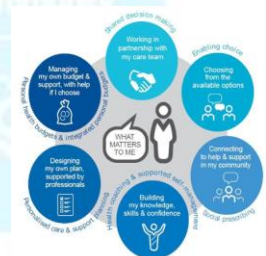 Shared decision making
Working in
partnership with
my care team
Enabling choice
Choosing
from the
available options
Connecting
to help & support
in my community
Social prescribing
Building
my knowledge,
skills & confidence
Health coaching & supported self-management
Designing
my own plan,
supported by
professionals
Personalised care & support planning
Managing
my own budget &
support, with help
if I choose
Personal health budgets & integrated personal budgets
WHAT
MATTERS
TO ME